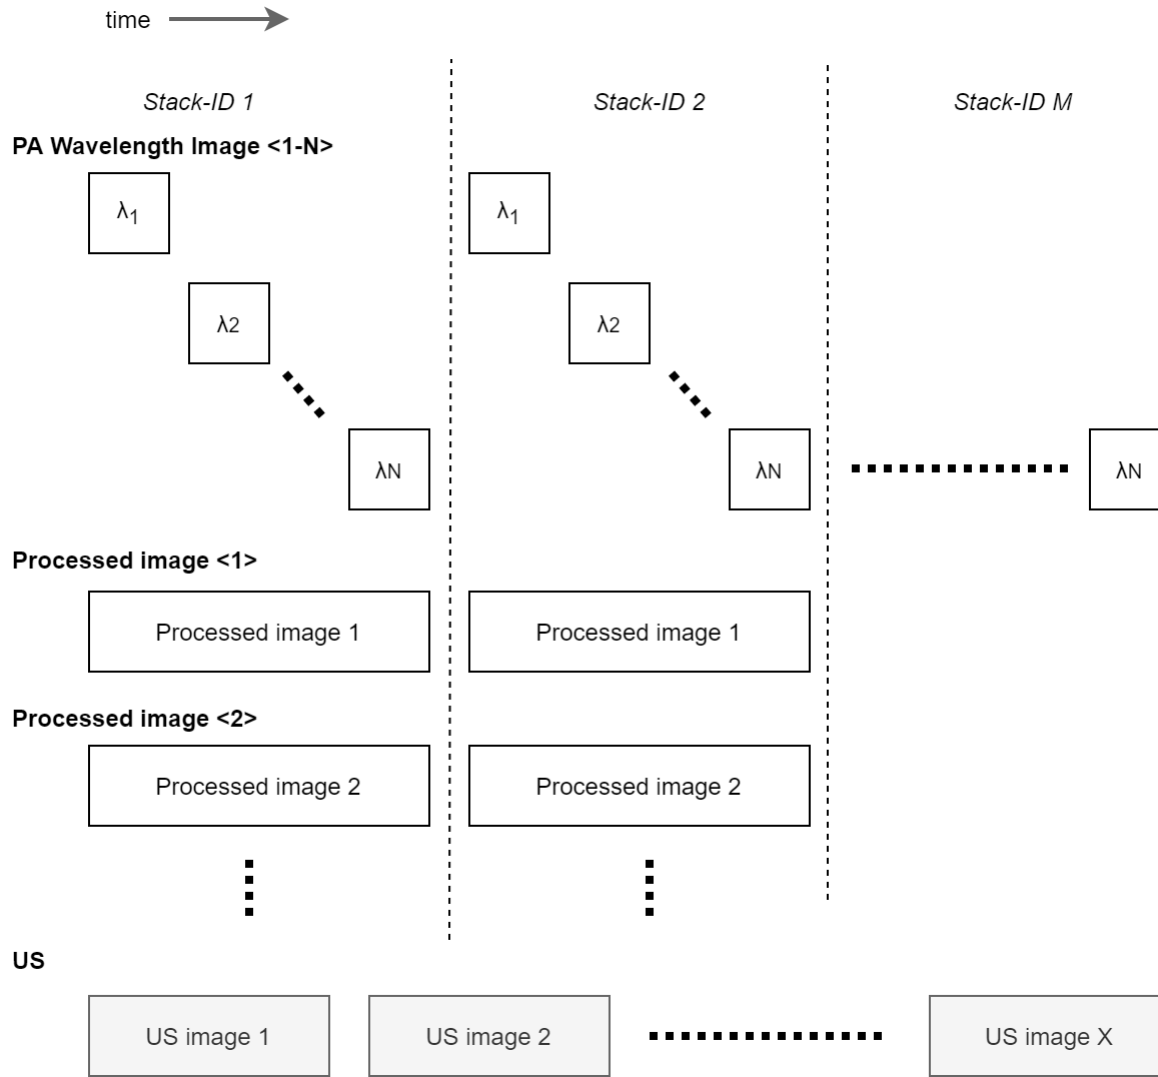 time
Stack-ID 1 Stack-ID 2 Stack-ID M
PA Wavelength Image <1-N>
λ1 λ1
λ2 λ2
λN λN λN
Processed image <1>
Processed image 1 Processed image 1
Processed image <2>
Processed image 2 Processed image 2
US
US image 1 US image 2 US image X